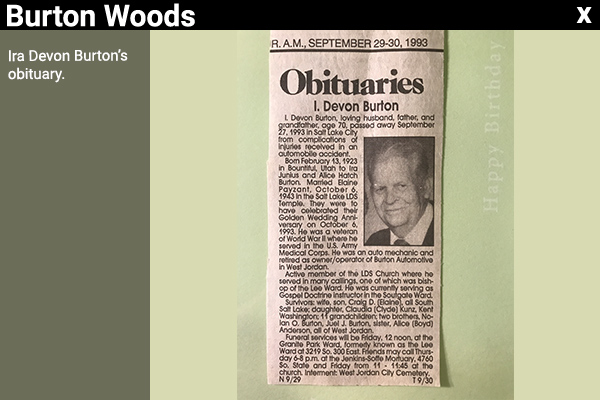 Burton Woods
X
Ira Devon Burton's
obituary.
R. A.M., SEPTEMBER 29-30, 1993
Happy Birthday
Obituaries
I. Devon Burton
I. Devon Burton, loving husband, father, and
grandfather, age 70, passed away September
27, 1993 in Salt Lake City
from complications of
injuries received in an
automobile accident.
Born February 13, 1923
in Bountiful, Utah to Ira
Junius and Alice Hatch
Burton. Married Elaine
Payzant, October 6,
1943 in the Salt Lake LDS
Temple. They were to
have celebrated their
Golden Wedding Anni-
versary on October 6,
1993. He was a veteran
of World War II where he
served in the U.S. Army
Medical Corps. He was an auto mechanic and
retired as owner/operator of Burton Automotive
in West Jordan.
Active member of the LDS Church where he
served in many callings, one of which was bish-
op of the Lee Ward. He was currently serving as
Gospel Doctrine instructor in the Southgate Ward.
Survivors: wife, son, Craig D. (Elaine), all South
Salt Lake; daughter, Claudia (Clyde) Kunz, Kent
Washington; 11 grandchildren; two brothers, No-
lan O. Burton, Juel J. Burton, sister, Alice (Boyd)
Anderson, all of West Jordan.
Funeral services will be Friday, 12 noon, at the
Granite Park Ward, formerly known as the Lee
Ward at 3219 So. 300 East. Friends may call Thurs-
day 6-8 p.m. at the Jenkins-Soffe Mortuary, 4760
So. State and Friday from 11 - 11:45 at the
church. Interment: West Jordan City Cemetery.
N 9/29 T 9/30